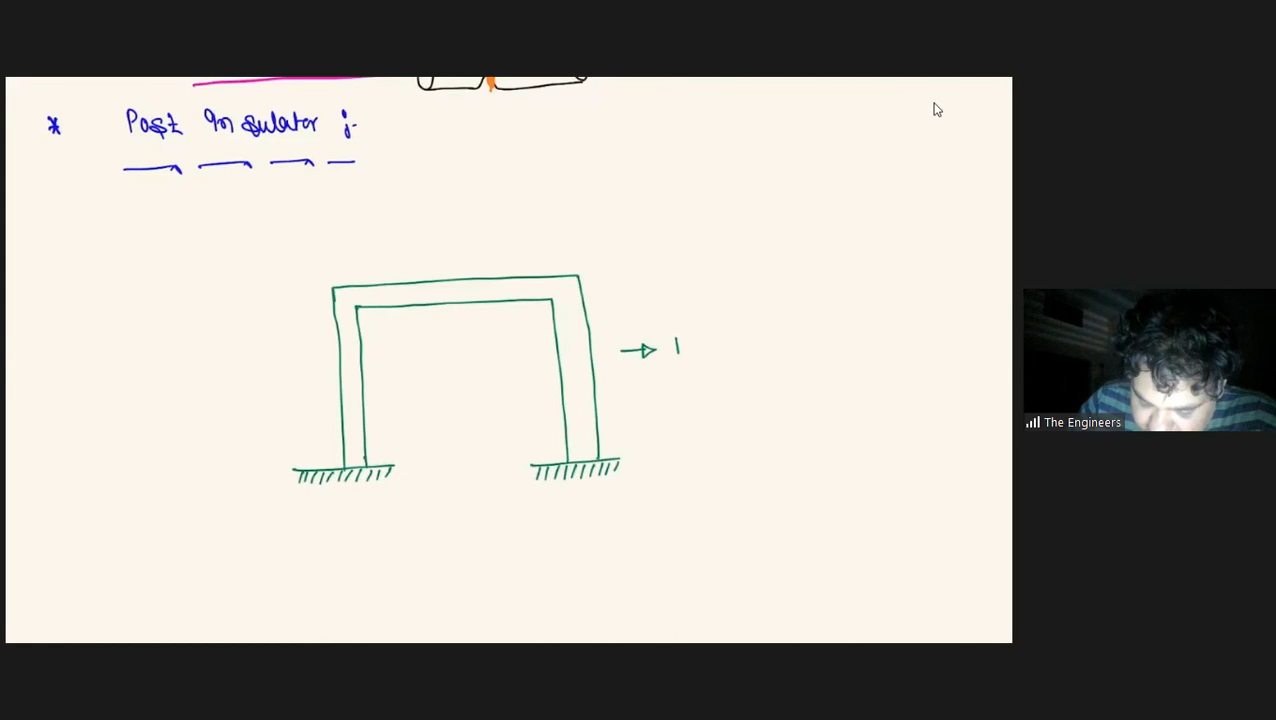 * Post Insulator :-
The Engineers